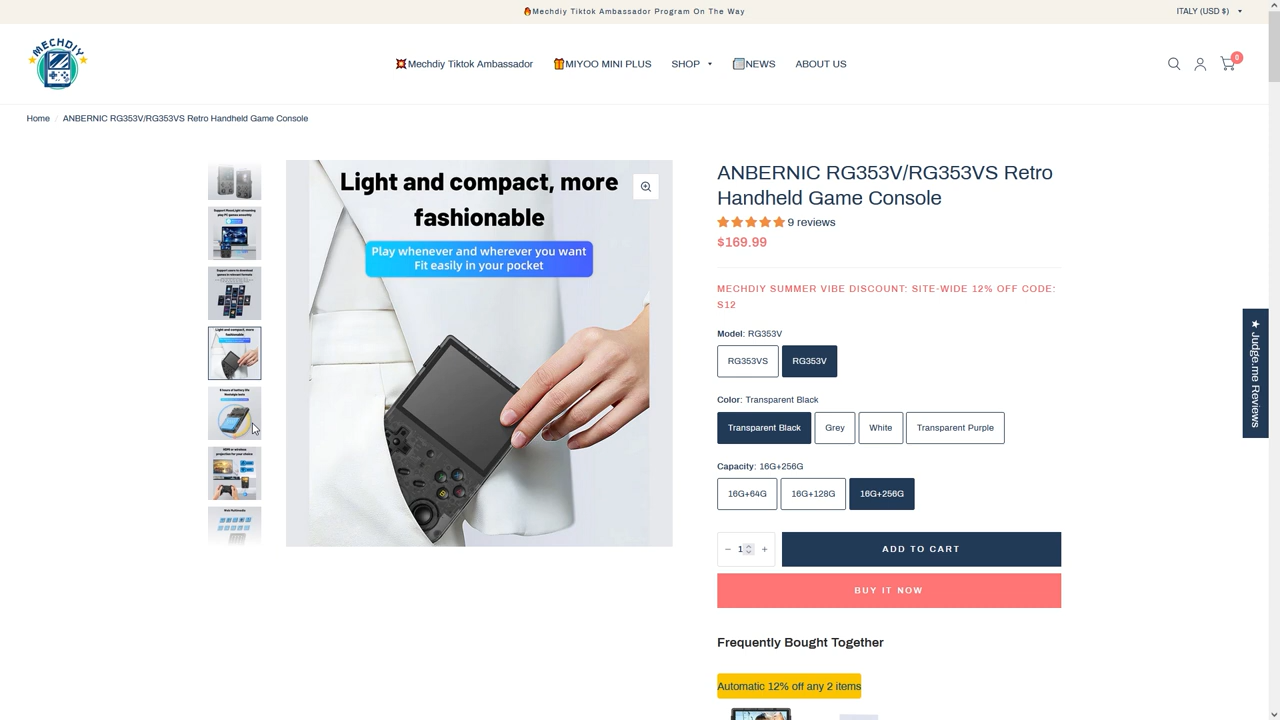 🔥Mechdiy Tiktok Ambassador Program On The Way
ITALY (USD $)
MECHDIY
💥Mechdiy Tiktok Ambassador
🎁MIYOO MINI PLUS
SHOP
📰NEWS
ABOUT US
0
Home / ANBERNIC RG353V/RG353VS Retro Handheld Game Console
Light and compact, more
fashionable
Play whenever and wherever you want
Fit easily in your pocket
ANBERNIC RG353V/RG353VS Retro
Handheld Game Console
9 reviews
$169.99
MECHDIY SUMMER VIBE DISCOUNT: SITE-WIDE 12% OFF CODE:
S12
Model: RG353V
RG353VS
RG353V
Color: Transparent Black
Transparent Black
Grey
White
Transparent Purple
Capacity: 16G+256G
16G+64G
16G+128G
16G+256G
− 1 +
ADD TO CART
BUY IT NOW
Frequently Bought Together
Automatic 12% off any 2 items
★ Judge.me Reviews